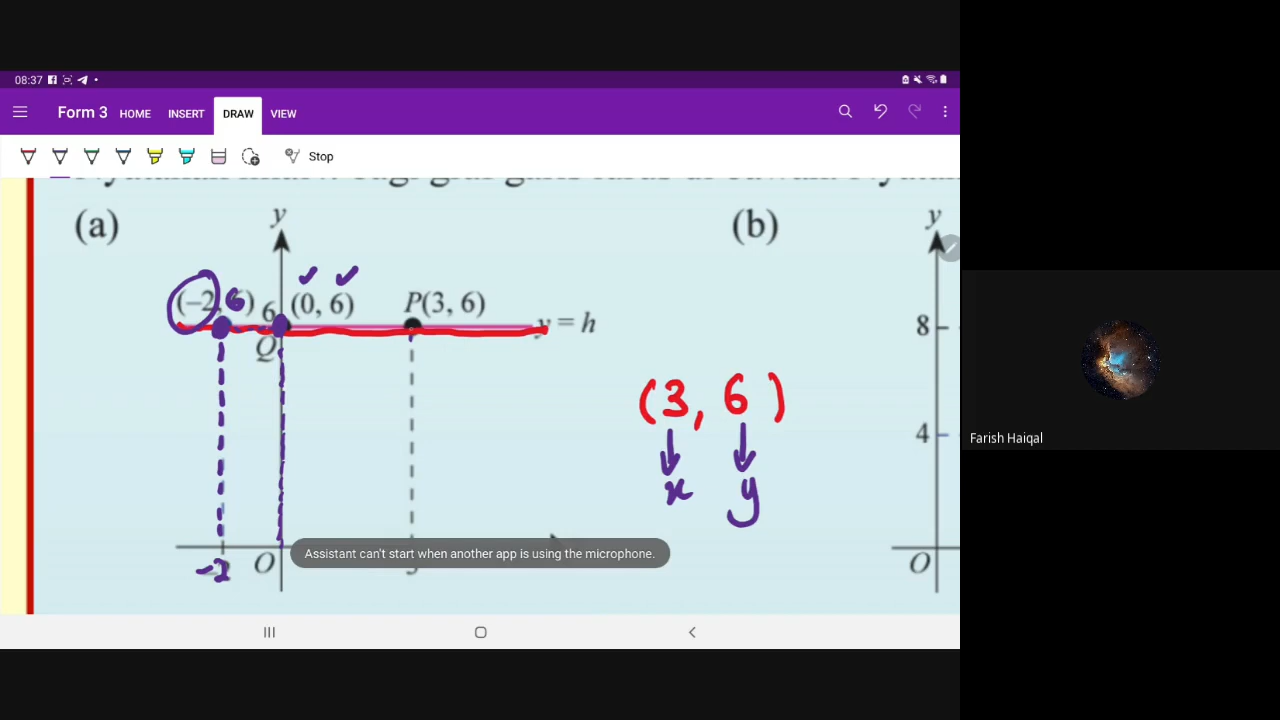 08:37
Form 3 HOME INSERT DRAW VIEW
Stop
(a) y (b) y
(-2, 6) 6 (0, 6) P(3, 6)
Q y = h 8
(3, 6)
x y
4
-2 O O
Assistant can't start when another app is using the microphone.
Farish Haiqal